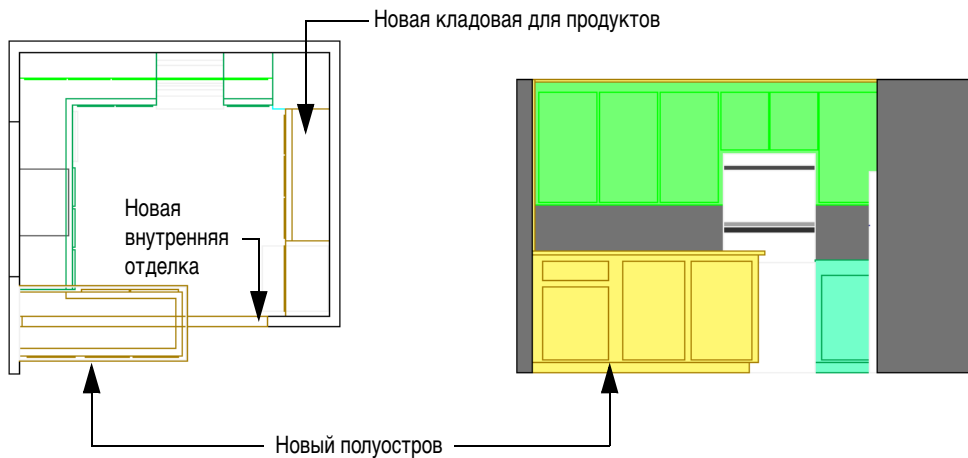 Новая кладовая для продуктов
Новая
внутренняя
отделка
Новый полуостров